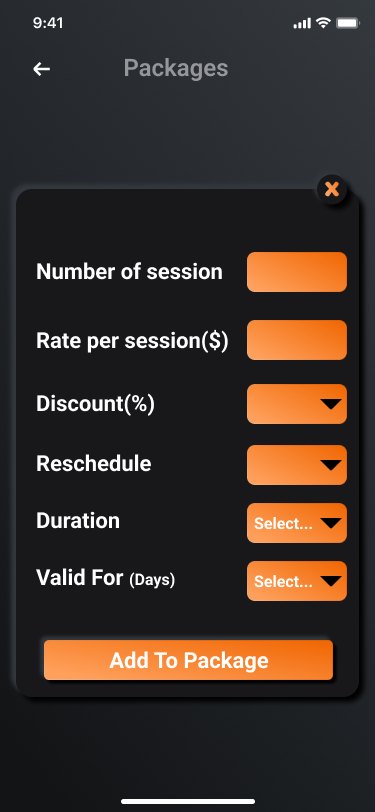 9:41
Packages
Number of session
Rate per session($)
Discount(%)
Reschedule
Duration Select...
Valid For (Days) Select...
Add To Package